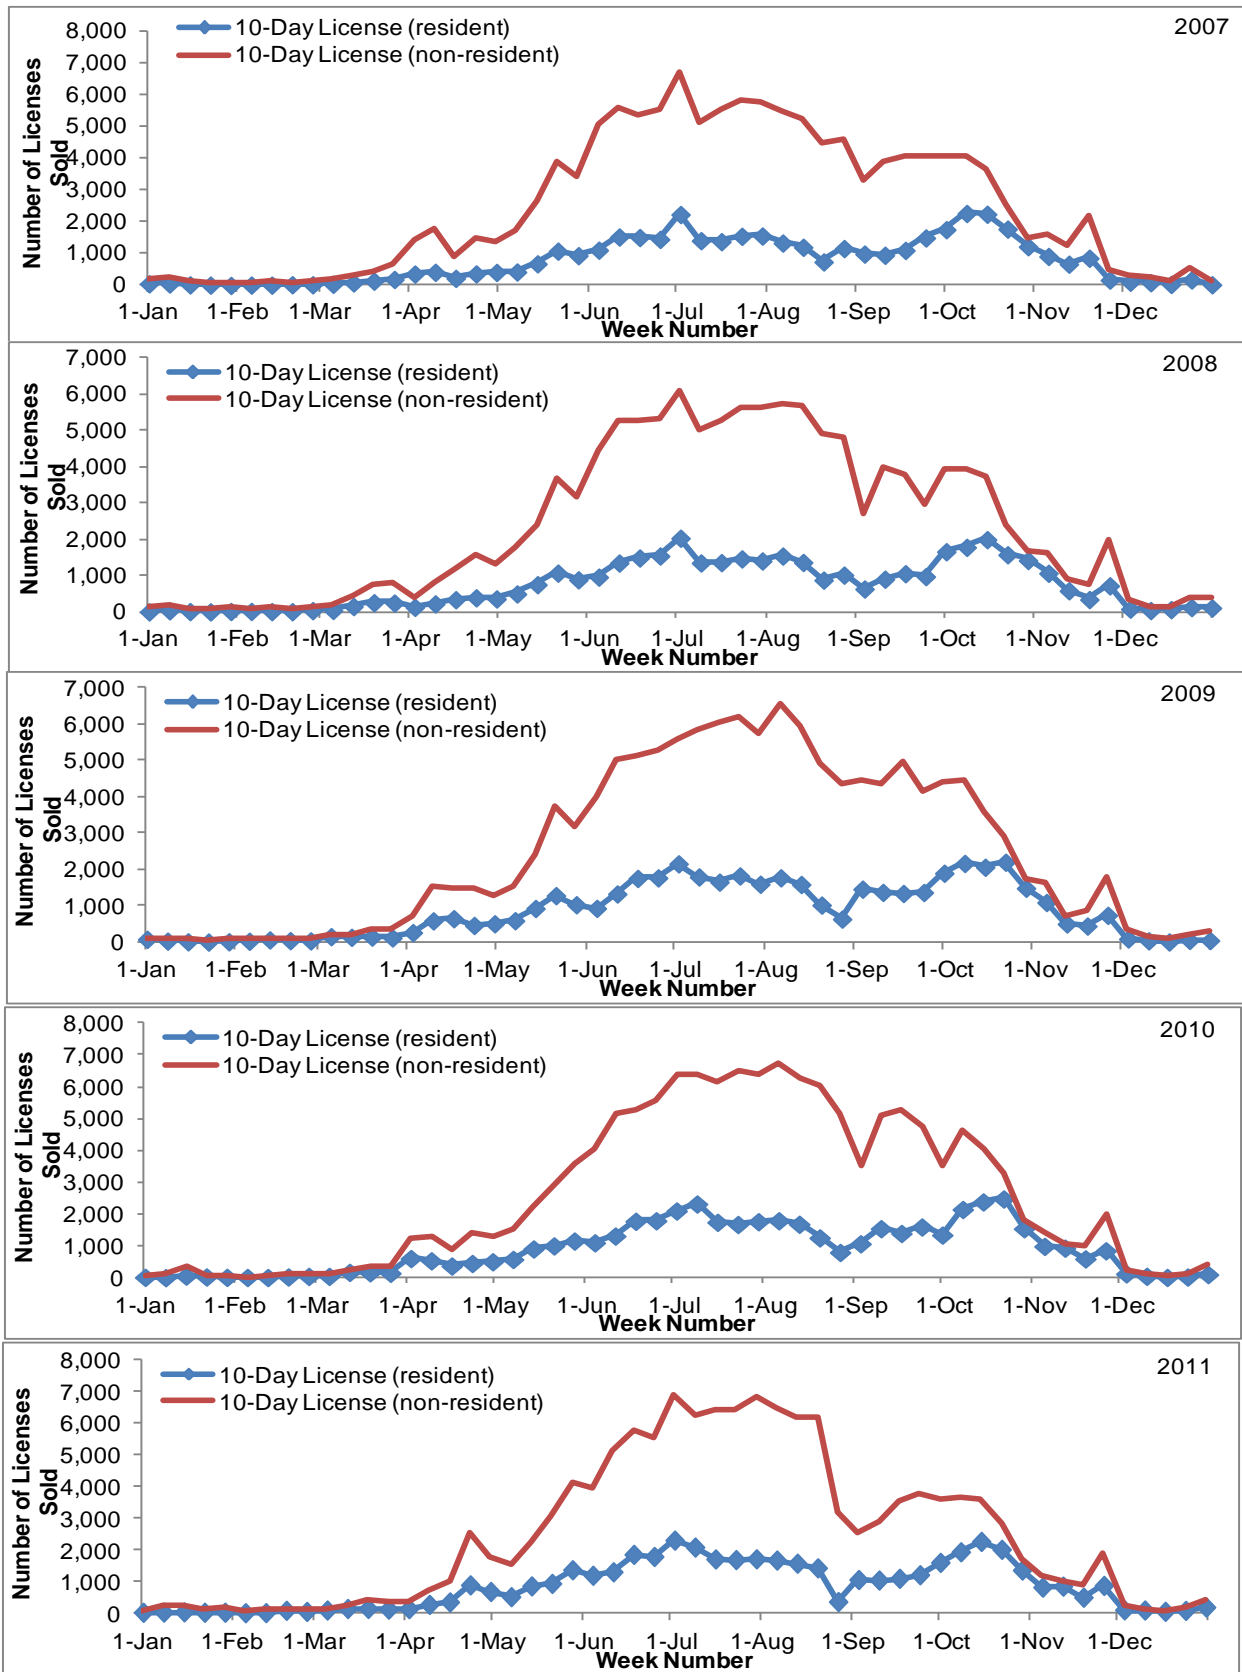 10-Day License (resident)
10-Day License (non-resident)
2007
Number of Licenses
Sold
8,000
7,000
6,000
5,000
4,000
3,000
2,000
1,000
0
1-Jan 1-Feb 1-Mar 1-Apr 1-May 1-Jun 1-Jul 1-Aug 1-Sep 1-Oct 1-Nov 1-Dec
Week Number
10-Day License (resident)
10-Day License (non-resident)
2008
Number of Licenses
Sold
7,000
6,000
5,000
4,000
3,000
2,000
1,000
0
1-Jan 1-Feb 1-Mar 1-Apr 1-May 1-Jun 1-Jul 1-Aug 1-Sep 1-Oct 1-Nov 1-Dec
Week Number
10-Day License (resident)
10-Day License (non-resident)
2009
Number of Licenses
Sold
7,000
6,000
5,000
4,000
3,000
2,000
1,000
0
1-Jan 1-Feb 1-Mar 1-Apr 1-May 1-Jun 1-Jul 1-Aug 1-Sep 1-Oct 1-Nov 1-Dec
Week Number
10-Day License (resident)
10-Day License (non-resident)
2010
Number of Licenses
Sold
8,000
7,000
6,000
5,000
4,000
3,000
2,000
1,000
0
1-Jan 1-Feb 1-Mar 1-Apr 1-May 1-Jun 1-Jul 1-Aug 1-Sep 1-Oct 1-Nov 1-Dec
Week Number
10-Day License (resident)
10-Day License (non-resident)
2011
Number of Licenses
Sold
8,000
7,000
6,000
5,000
4,000
3,000
2,000
1,000
0
1-Jan 1-Feb 1-Mar 1-Apr 1-May 1-Jun 1-Jul 1-Aug 1-Sep 1-Oct 1-Nov 1-Dec
Week Number